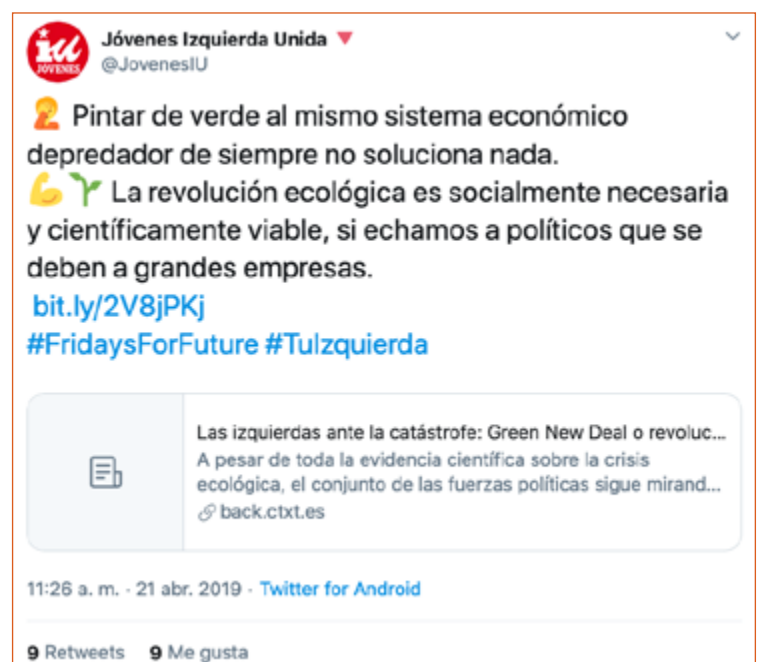 iu
JOVENES
Jóvenes Izquierda Unida 🔻
@JovenesIU
🤦 Pintar de verde al mismo sistema económico
depredador de siempre no soluciona nada.
💪🌱 La revolución ecológica es socialmente necesaria
y científicamente viable, si echamos a políticos que se
deben a grandes empresas.
bit.ly/2V8jPKj
#FridaysForFuture #TuIzquierda
Las izquierdas ante la catástrofe: Green New Deal o revoluc...
A pesar de toda la evidencia científica sobre la crisis
ecológica, el conjunto de las fuerzas políticas sigue mirand...
back.ctxt.es
11:26 a. m. · 21 abr. 2019 · Twitter for Android
9 Retweets 9 Me gusta